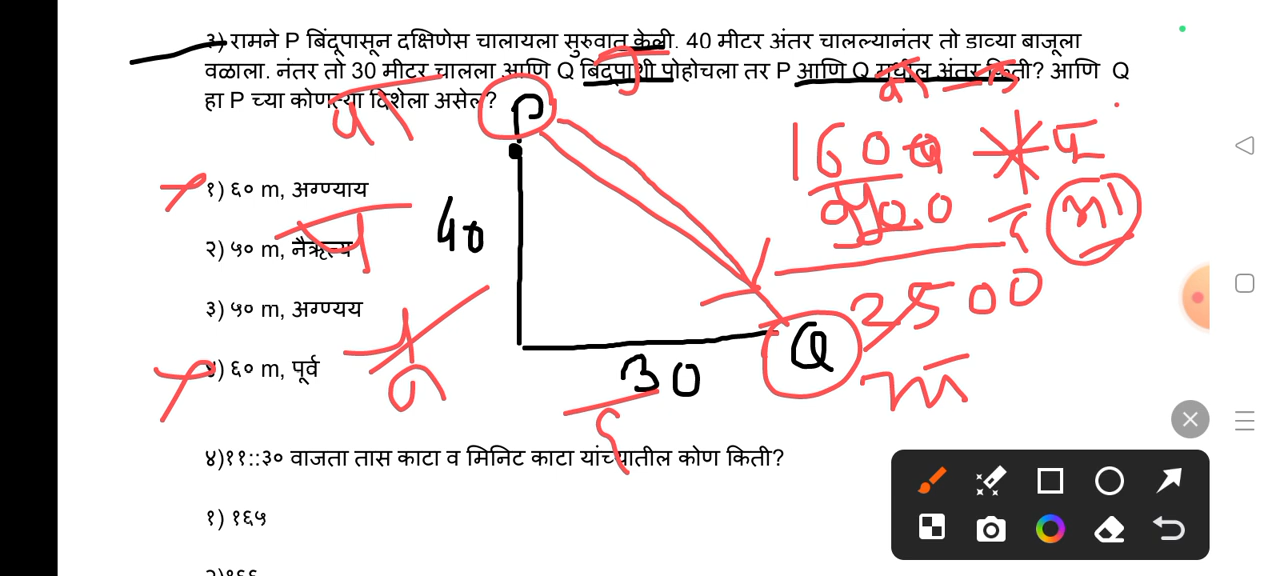 ३) रामने P बिंदूपासून दक्षिणेस चालायला सुरुवात केली. 40 मीटर अंतर चालल्यानंतर तो डाव्या बाजूला
वळाला. नंतर तो 30 मीटर चालला आणि Q बिंदूपाशी पोहोचला तर P आणि Q मधील अंतर किती? आणि Q
हा P च्या कोणत्या दिशेला असेल?
P
१) ६० m, अग्ण्याय
40
1600
900
२) ५० m, नैऋत्य
2500
३) ५० m, अग्ण्यय
Q
30
४) ६० m, पूर्व
४)११::३० वाजता तास काटा व मिनिट काटा यांच्यातील कोण किती?
१) १६५